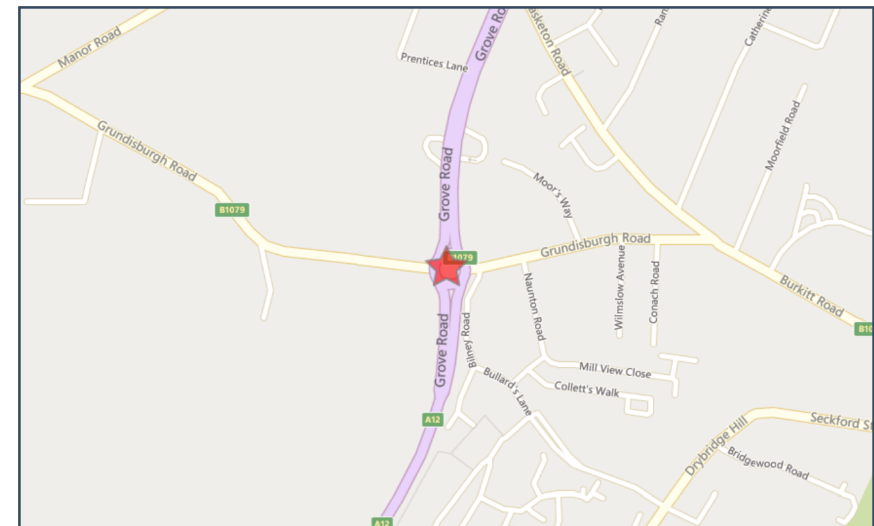 Manor Road
Prentices Lane
Grove Road
Moorfield Road
Grundisburgh Road
Grove Road
Moor's Way
B1079
Grundisburgh Road
Wilmslow Avenue
Conach Road
Burkitt Road
Naunton Road
Grove Road
Bilney Road
Mill View Close
Bullard's Lane
Collett's Walk
A12
Drybridge Hill
Bridgewood Road
A12